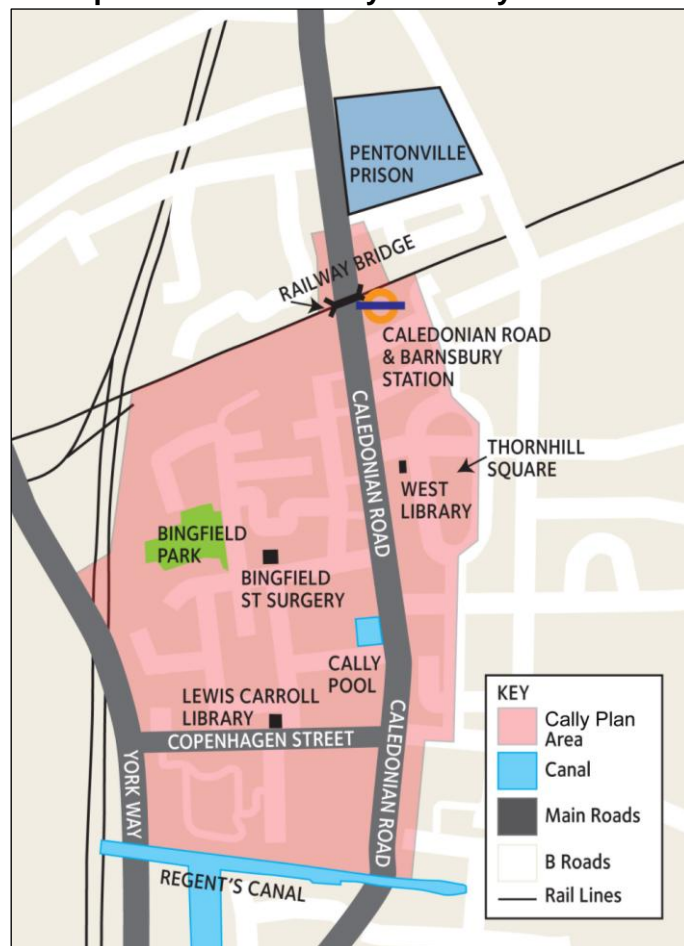 PENTONVILLE
PRISON
RAILWAY BRIDGE
CALEDONIAN ROAD
& BARNSBURY
STATION
CALEDONIAN ROAD
THORNHILL
SQUARE
WEST
LIBRARY
BINGFIELD
PARK
BINGFIELD
ST SURGERY
CALLY
POOL
LEWIS CARROLL
LIBRARY
COPENHAGEN STREET
YORK WAY
CALEDONIAN ROAD
REGENT'S CANAL
KEY
Cally Plan
Area
Canal
Main Roads
B Roads
Rail Lines